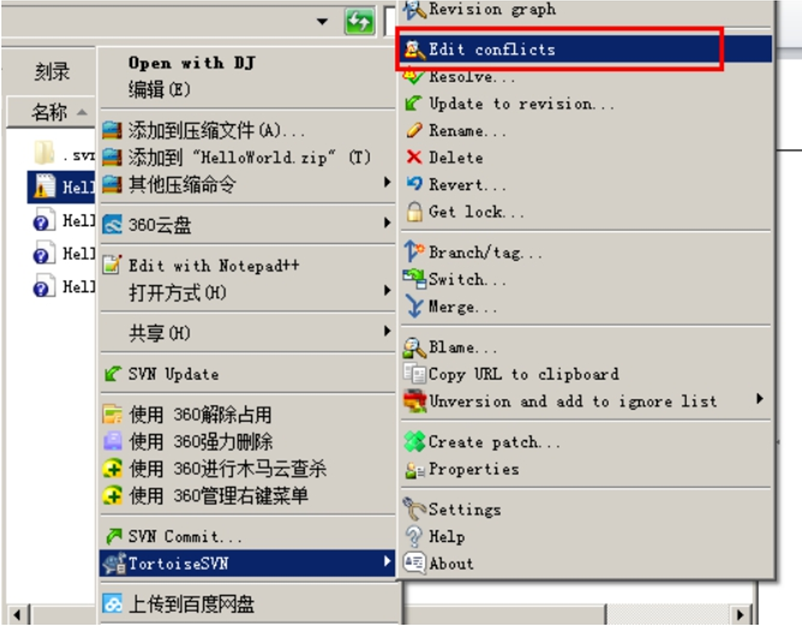 刻录
名称
.svn
Hell
Hell
Hell
Hell
Open with DJ
编辑(E)
添加到压缩文件(A)...
添加到 "HelloWorld.zip" (T)
其他压缩命令
360云盘
Edit with Notepad++
打开方式(H)
共享(H)
SVN Update
使用 360解除占用
使用 360强力删除
使用 360进行木马云查杀
使用 360管理右键菜单
SVN Commit...
TortoiseSVN
上传到百度网盘
Revision graph
Edit conflicts
Resolve...
Update to revision...
Rename...
Delete
Revert...
Get lock...
Branch/tag...
Switch...
Merge...
Blame...
Copy URL to clipboard
Unversion and add to ignore list
Create patch...
Properties
Settings
Help
About